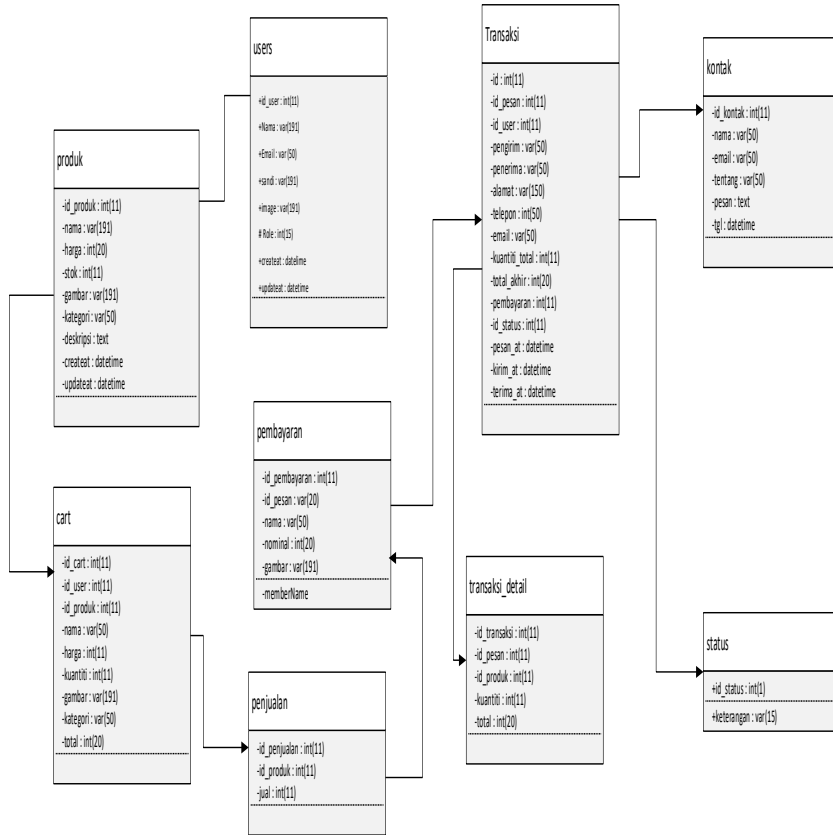 users
+id_user : int(11)
+Nama : var(191)
+Email : var (50)
+sandi : var(191)
+image : var(191)
# Role : int(15)
+createat : datetime
+updateat : datetime
Transaksi
-id : int(11)
-id_pesan : int(11)
-id_user : int(11)
-pengirim : var(50)
-penerima : var(50)
-alamat : var(150)
-telepon : int(50)
-email : var(50)
-kuantiti_total : int(11)
-total_akhir : int(20)
-pembayaran : int(11)
-id_status : int(11)
-pesan_at : datetime
-kirim_at : datetime
-terima_at : datetime
kontak
-id_kontak : int(11)
-nama : var(50)
-email : var(50)
-tentang : var(50)
-pesan : text
-tgl : datetime
produk
-id_produk : int(11)
-nama : var(191)
-harga : int(20)
-stok : int(11)
-gambar : var(191)
-kategori : var(50)
-deskripsi : text
-createat : datetime
-updateat : datetime
pembayaran
-id_pembayaran : int(11)
-id_pesan : var(20)
-nama : var(50)
-nominal : int(20)
-gambar : var(191)
-memberName
cart
-id_cart : int(11)
-id_user : int(11)
-id_produk : int(11)
-nama : var(50)
-harga : int(11)
-kuantiti : int(11)
-gambar : var(191)
-kategori : var(50)
-total : int(20)
transaksi_detail
-id_transaksi : int(11)
-id_pesan : int(11)
-id_produk : int(11)
-kuantiti : int(11)
-total : int(20)
status
+id_status : int(1)
+keterangan : var(15)
penjualan
-id_penjualan : int(11)
-id_produk : int(11)
-jual : int(11)